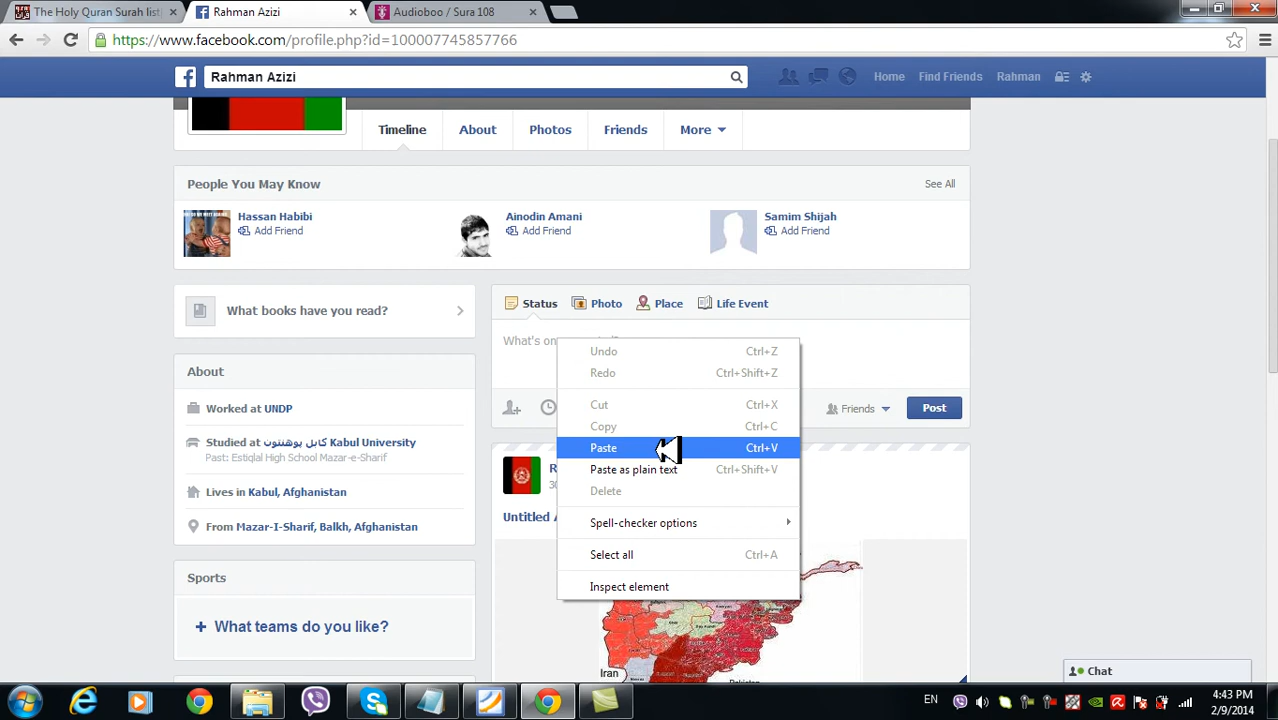 The Holy Quran Surah list
Rahman Azizi
Audioboo / Sura 108
https://www.facebook.com/profile.php?id=100007745857766
Rahman Azizi
Home
Find Friends
Rahman
Timeline
About
Photos
Friends
More
People You May Know
See All
Hassan Habibi
Add Friend
Ainodin Amani
Add Friend
Samim Shijah
Add Friend
What books have you read?
Status
Photo
Place
Life Event
What's on
Undo Ctrl+Z
Redo Ctrl+Shift+Z
Cut Ctrl+X
Copy Ctrl+C
Paste Ctrl+V
Paste as plain text Ctrl+Shift+V
Delete
Spell-checker options
Select all Ctrl+A
Inspect element
Friends
Post
About
Worked at UNDP
Studied at کابل پوهنتون Kabul University
Past: Estiqlal High School Mazar-e-Sharif
Lives in Kabul, Afghanistan
From Mazar-I-Sharif, Balkh, Afghanistan
R
30
Untitled A
Sports
+ What teams do you like?
Iran
Pakistan
Chat
EN
4:43 PM
2/9/2014